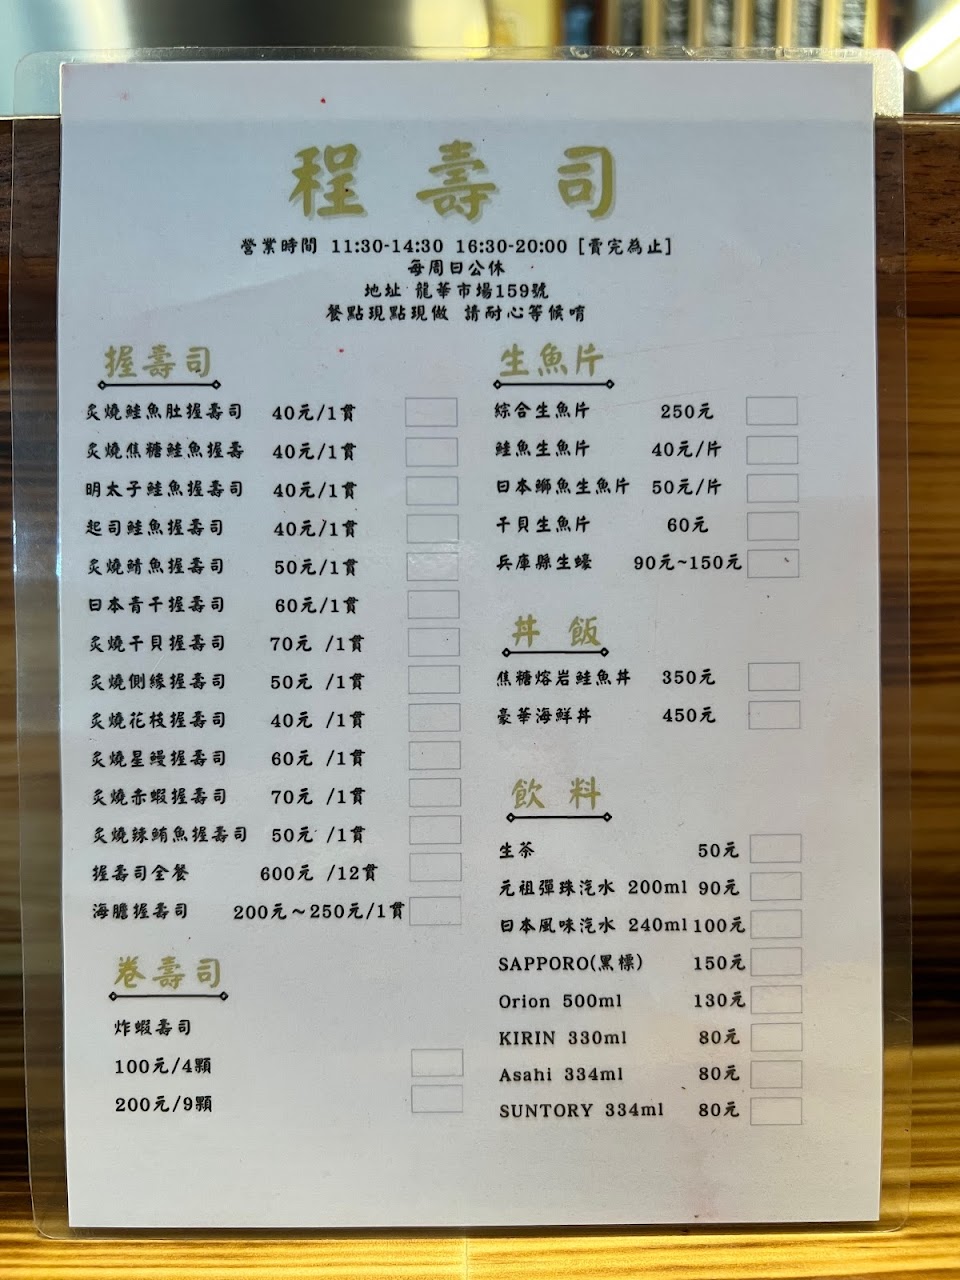 程壽司
營業時間 11:30-14:30 16:30-20:00 [賣完為止]
每周日公休
地址 龍華市場159號
餐點現點現做 請耐心等候唷
握壽司
炙燒鮭魚肚握壽司 40元/1貫
炙燒焦糖鮭魚握壽 40元/1貫
明太子鮭魚握壽司 40元/1貫
起司鮭魚握壽司 40元/1貫
炙燒鯖魚握壽司 50元/1貫
日本青干握壽司 60元/1貫
炙燒干貝握壽司 70元 /1貫
炙燒側緣握壽司 50元 /1貫
炙燒花枝握壽司 40元 /1貫
炙燒星鰻握壽司 60元 /1貫
炙燒赤蝦握壽司 70元 /1貫
炙燒辣鮪魚握壽司 50元 /1貫
握壽司全餐 600元 /12貫
海膽握壽司 200元~250元/1貫
卷壽司
炸蝦壽司
100元/4顆
200元/9顆
生魚片
綜合生魚片 250元
鮭魚生魚片 40元/片
日本鰤魚生魚片 50元/片
干貝生魚片 60元
兵庫縣生蠔 90元~150元
丼飯
焦糖熔岩鮭魚丼 350元
豪華海鮮丼 450元
飲料
生茶 50元
元祖彈珠汽水 200ml 90元
日本風味汽水 240ml 100元
SAPPORO(黑標) 150元
Orion 500ml 130元
KIRIN 330ml 80元
Asahi 334ml 80元
SUNTORY 334ml 80元